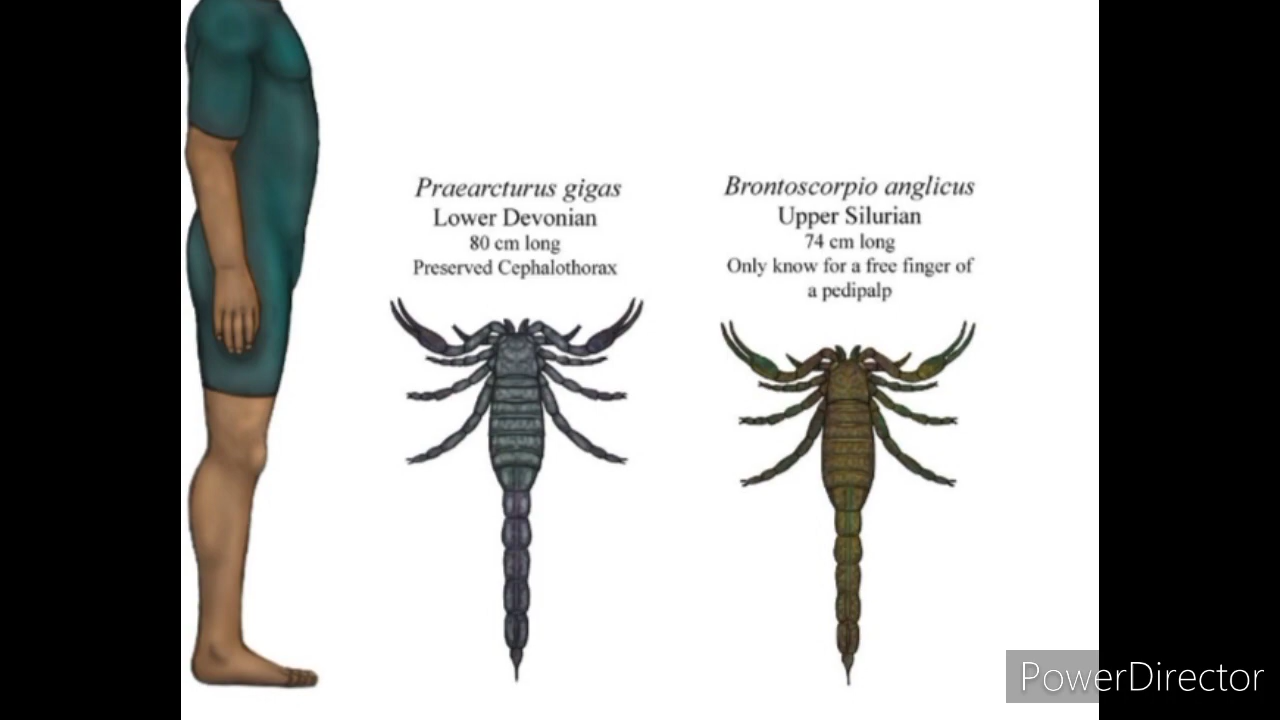 Praearcturus gigas
Lower Devonian
80 cm long
Preserved Cephalothorax
Brontoscorpio anglicus
Upper Silurian
74 cm long
Only know for a free finger of
a pedipalp
PowerDirector